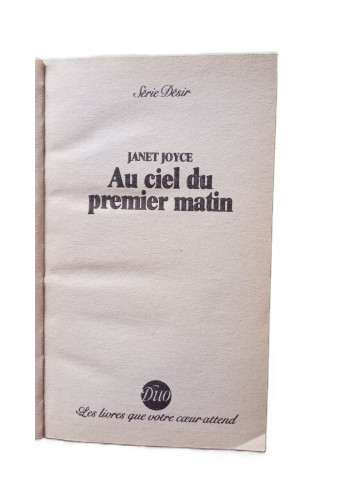 Série Désir
JANET JOYCE
Au ciel du
premier matin
Duo
Les livres que votre cœur attend